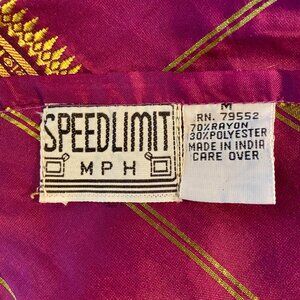 SPEEDLIMIT
MPH
M
RN. 79552
70%RAYON
30%POLYESTER
MADE IN INDIA
CARE OVER